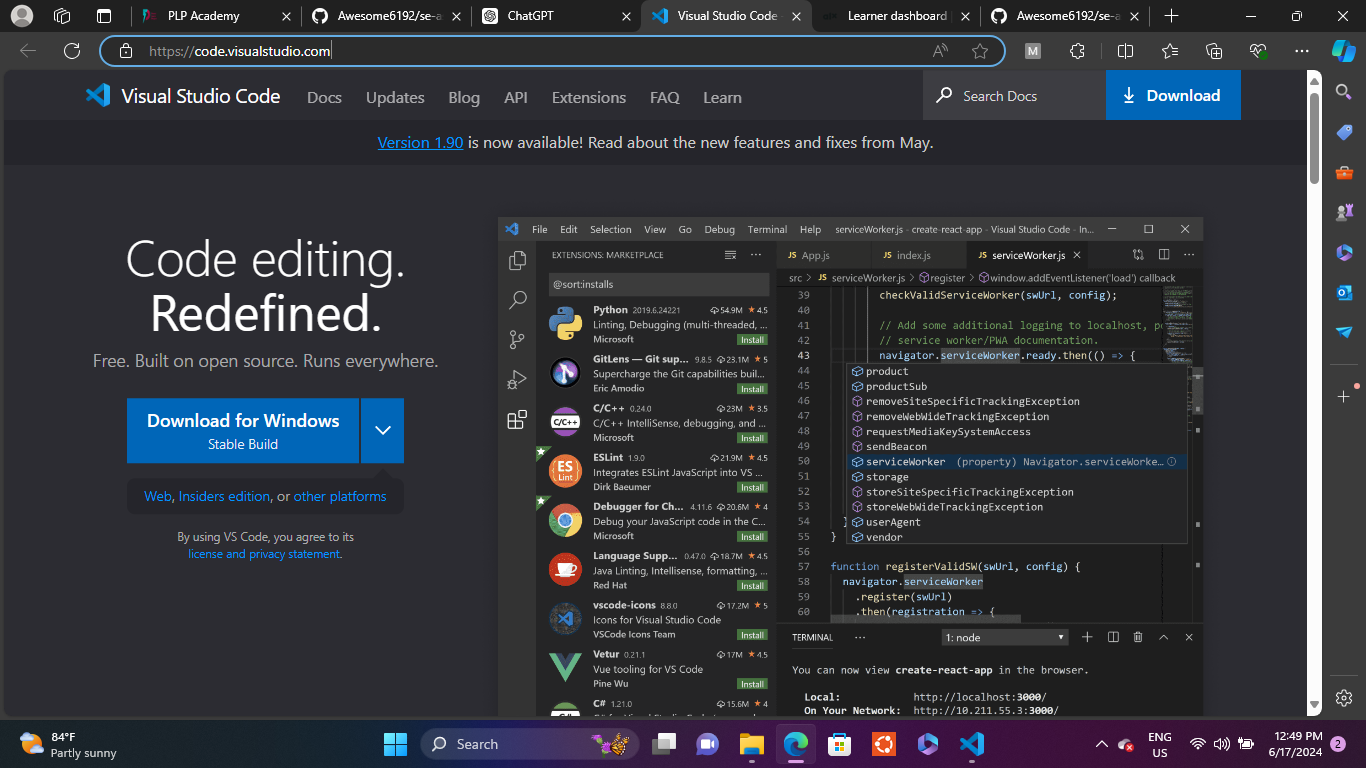 PLP Academy
Awesome6192/se-a
ChatGPT
Visual Studio Code
Learner dashboard
Awesome6192/se-a
https://code.visualstudio.com
M
Visual Studio Code
Docs
Updates
Blog
API
Extensions
FAQ
Learn
Search Docs
Download
Version 1.90 is now available! Read about the new features and fixes from May.
Code editing.
Redefined.
Free. Built on open source. Runs everywhere.
Download for Windows
Stable Build
Web, Insiders edition, or other platforms
By using VS Code, you agree to its
license and privacy statement.
File Edit Selection View Go Debug Terminal Help
serviceWorker.js - create-react-app - Visual Studio Code - In...
EXTENSIONS: MARKETPLACE
@sort:installs
Python 2019.6.24221 54.9M 4.5
Linting, Debugging (multi-threaded, ...
Microsoft Install
GitLens — Git sup... 9.8.5 23.1M 5
Supercharge the Git capabilities buil...
Eric Amodio Install
C/C++
C/C++ 0.24.0 23M 3.5
C/C++ IntelliSense, debugging, and ...
Microsoft Install
ES
Lint
ESLint 1.9.0 21.9M 4.5
Integrates ESLint JavaScript into VS ...
Dirk Baeumer Install
Debugger for Ch... 4.11.6 20.6M 4
Debug your JavaScript code in the C...
Microsoft Install
Language Supp... 0.47.0 18.7M 4.5
Java Linting, Intellisense, formatting, ...
Red Hat Install
vscode-icons 8.8.0 17.2M 5
Icons for Visual Studio Code
VSCode Icons Team Install
Vetur 0.21.1 17M 4.5
Vue tooling for VS Code
Pine Wu Install
C# 1.21.0 15.6M 4
JS App.js
JS index.js
JS serviceWorker.js
src > JS serviceWorker.js > register > window.addEventListener('load') callback
39 checkValidServiceWorker(swUrl, config);
40
41 // Add some additional logging to localhost, p
42 // service worker/PWA documentation.
43 navigator.serviceWorker.ready.then(() => {
44 product
45 productSub
46 removeSiteSpecificTrackingException
47 removeWebWideTrackingException
48 requestMediaKeySystemAccess
49 sendBeacon
50 serviceWorker (property) Navigator.serviceWorke...
51 storage
52 storeSiteSpecificTrackingException
53 storeWebWideTrackingException
54 } userAgent
55 } vendor
56
57 function registerValidSW(swUrl, config) {
58 navigator.serviceWorker
59 .register(swUrl)
60 .then(registration => {
TERMINAL ...
1: node
You can now view create-react-app in the browser.
Local: http://localhost:3000/
On Your Network: http://10.211.55.3:3000/
84°F
Partly sunny
Search
ENG
US
12:49 PM
6/17/2024
2